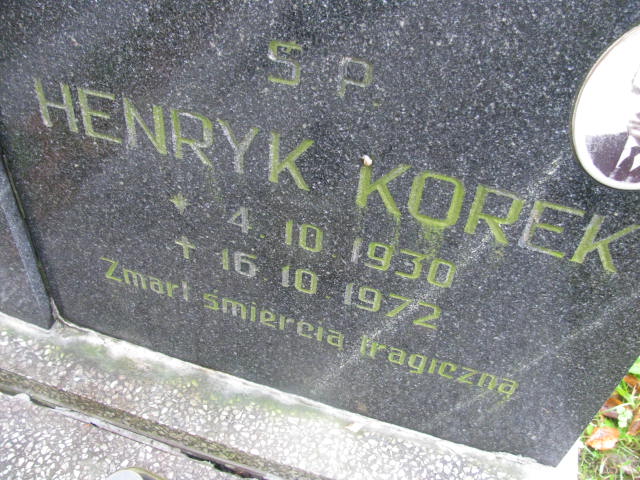 Ś P.
HENRYK KOREK
* 4 10 1930
† 16 10 1972
Zmarł śmiercią tragiczną